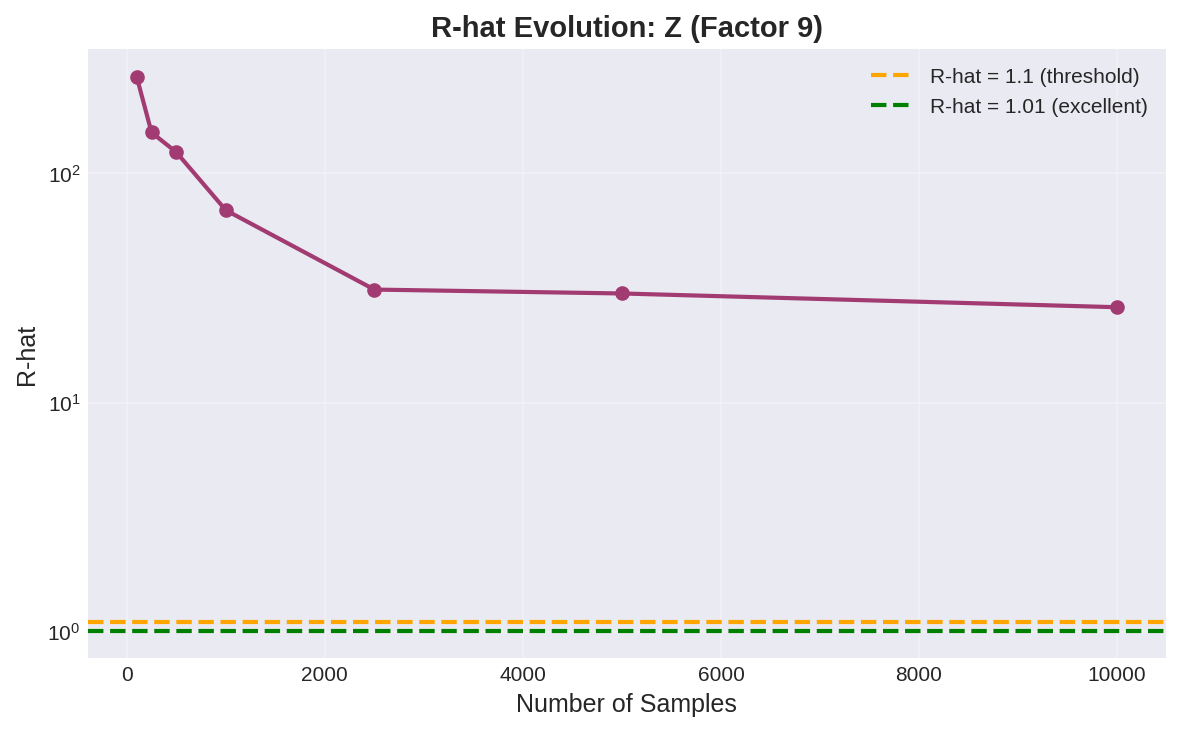 R-hat Evolution: Z (Factor 9)
R-hat = 1.1 (threshold)
R-hat = 1.01 (excellent)
R-hat
10²
10¹
10⁰
0 2000 4000 6000 8000 10000
Number of Samples